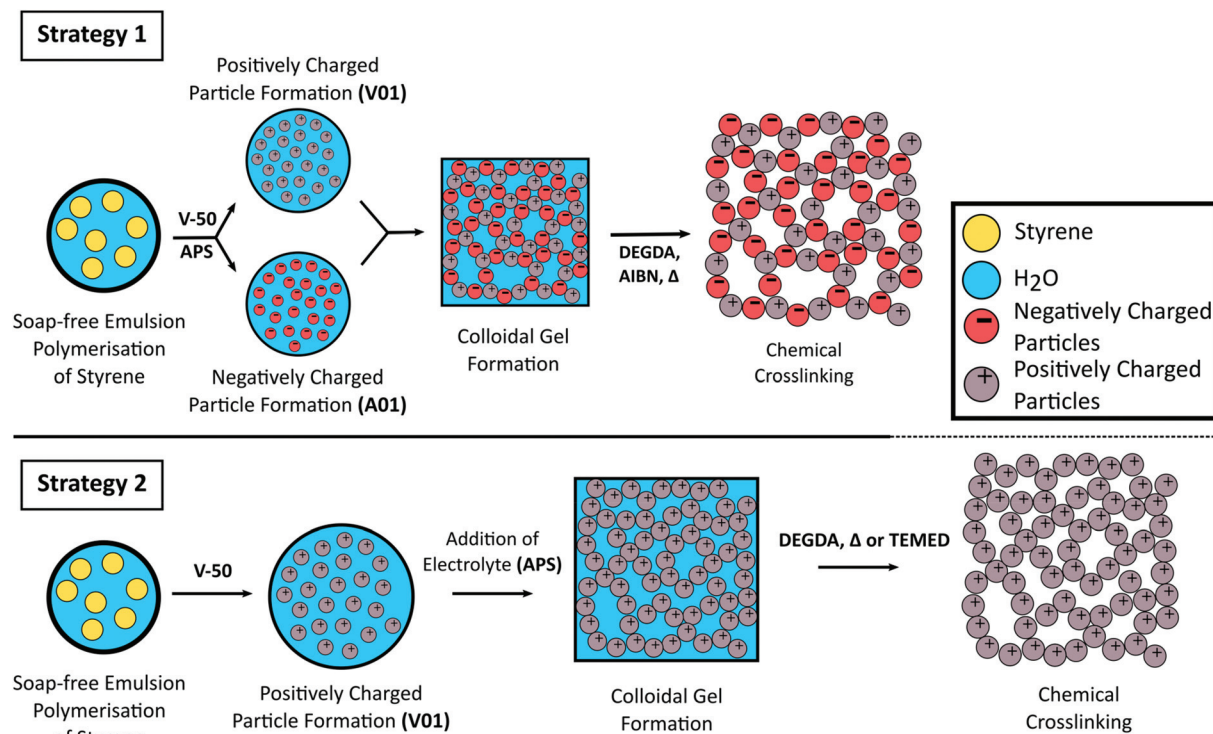 Strategy 1
Positively Charged
Particle Formation (V01)
V-50
APS
Soap-free Emulsion
Polymerisation
of Styrene
Negatively Charged
Particle Formation (A01)
Colloidal Gel
Formation
DEGDA,
AIBN, Δ
Chemical
Crosslinking
Styrene
H2O
Negatively Charged
Particles
Positively Charged
Particles
Strategy 2
V-50
Soap-free Emulsion
Polymerisation
of Styrene
Positively Charged
Particle Formation (V01)
Addition of
Electrolyte (APS)
Colloidal Gel
Formation
DEGDA, Δ or TEMED
Chemical
Crosslinking